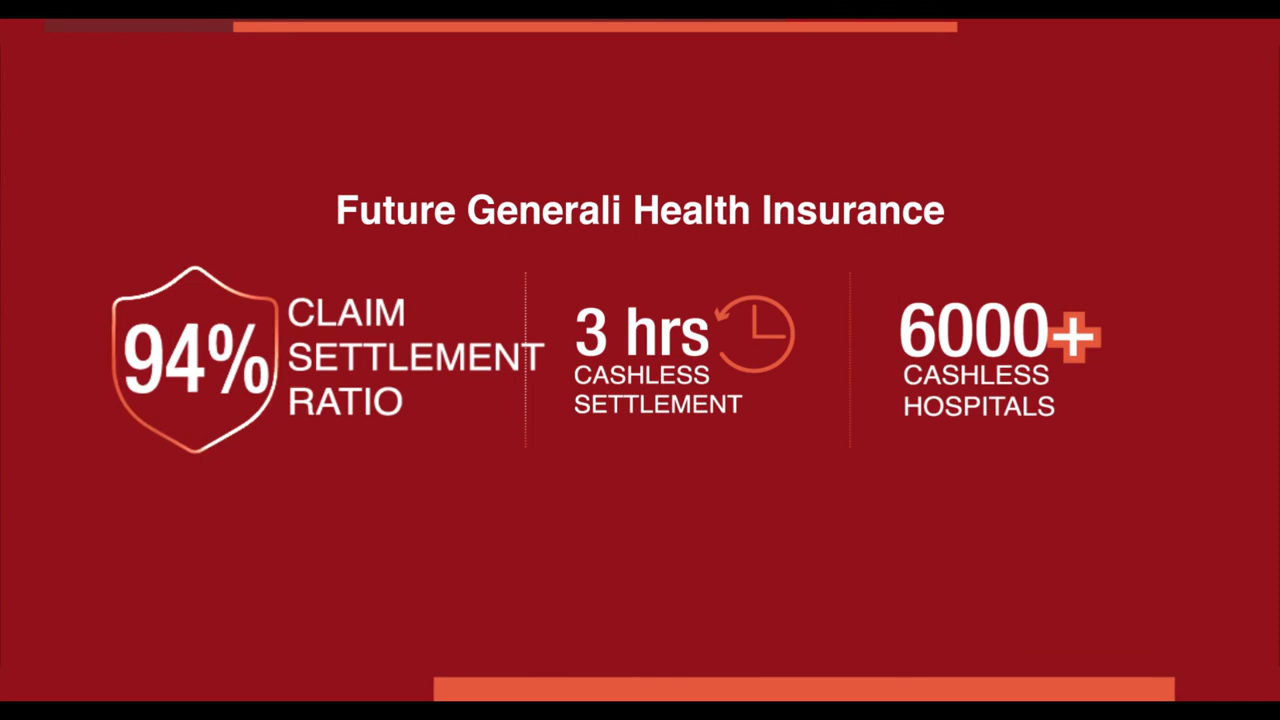 Future Generali Health Insurance
94%
CLAIM
SETTLEMENT
RATIO
3 hrs
CASHLESS
SETTLEMENT
6000+
CASHLESS
HOSPITALS